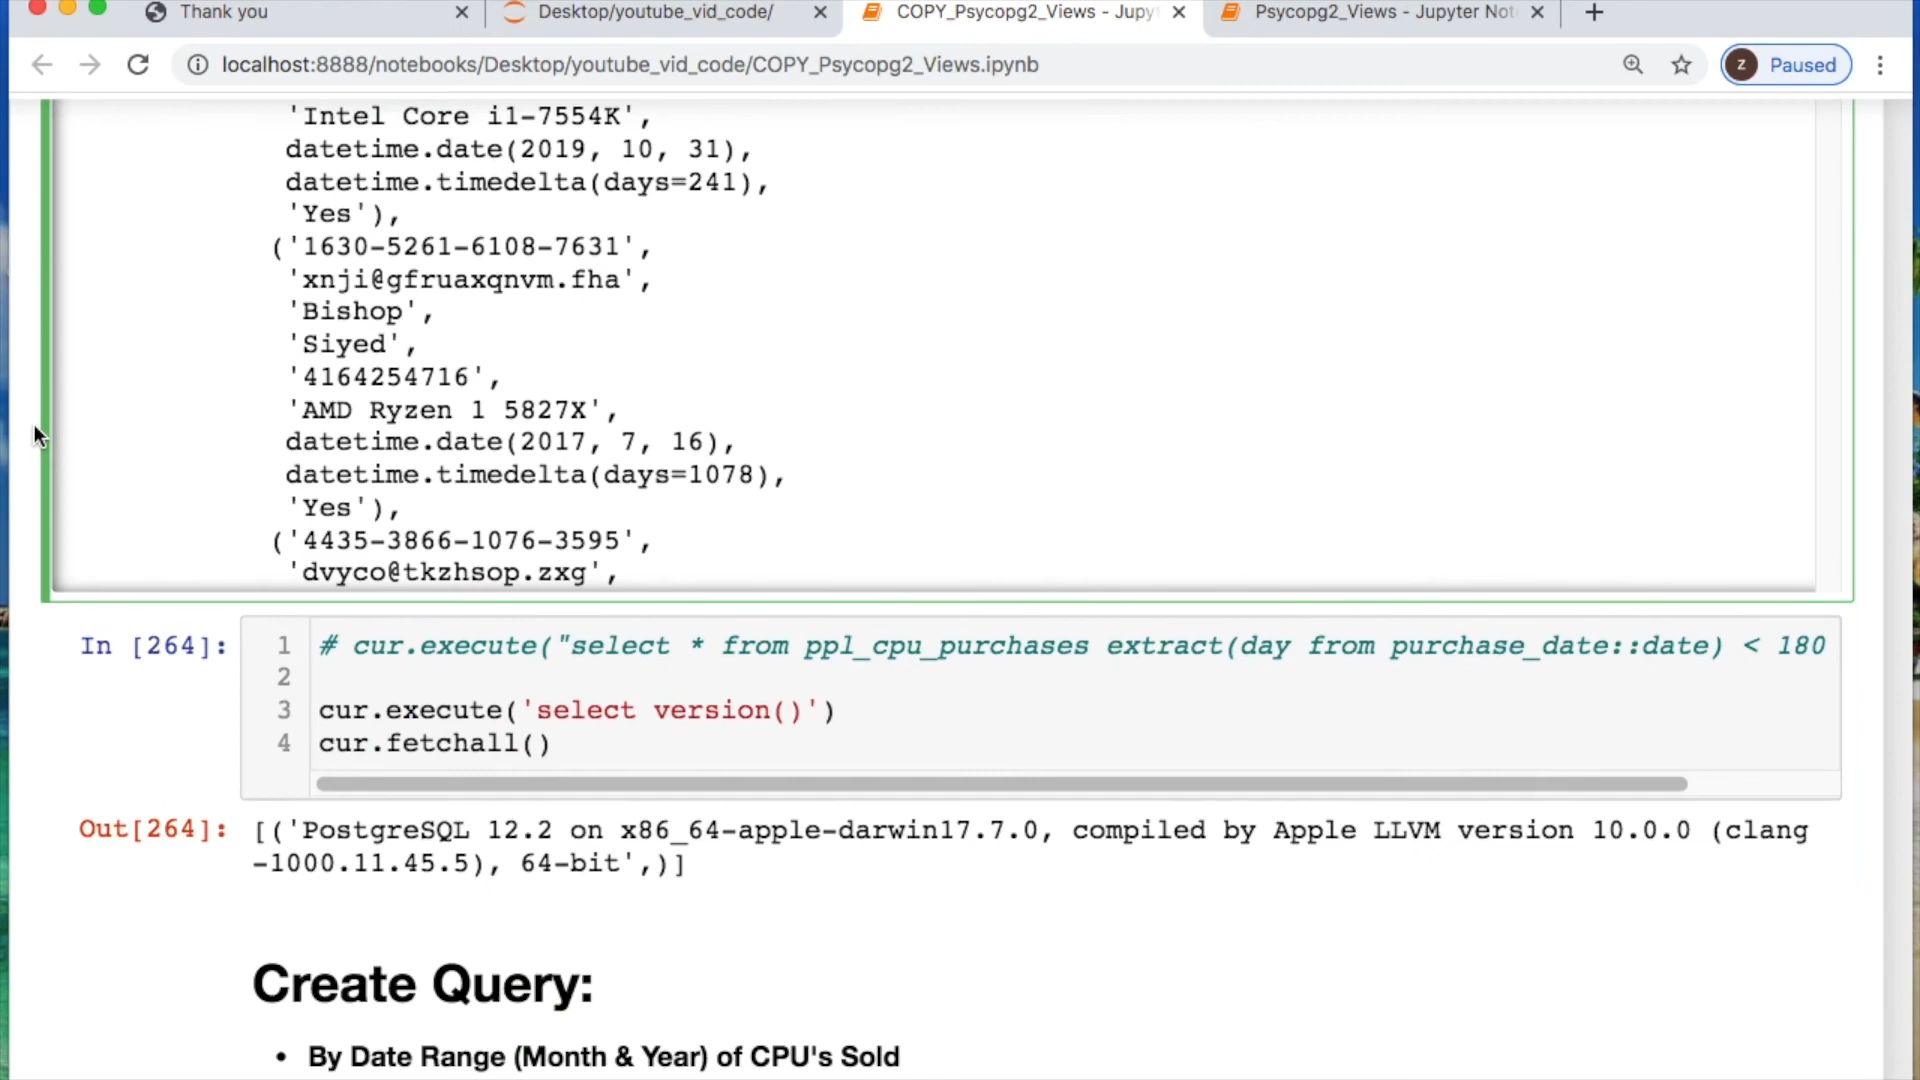 Thank you
Desktop/youtube_vid_code/
COPY_Psycopg2_Views - Jupyt
Psycopg2_Views - Jupyter Not
localhost:8888/notebooks/Desktop/youtube_vid_code/COPY_Psycopg2_Views.ipynb
z
Paused
'Intel Core i1-7554K',
datetime.date(2019, 10, 31),
datetime.timedelta(days=241),
'Yes'),
('1630-5261-6108-7631',
'xnji@gfruaxqnvm.fha',
'Bishop',
'Siyed',
'4164254716',
'AMD Ryzen 1 5827X',
datetime.date(2017, 7, 16),
datetime.timedelta(days=1078),
'Yes'),
('4435-3866-1076-3595',
'dvyco@tkzhsop.zxg',
In [264]:
1 # cur.execute("select * from ppl_cpu_purchases extract(day from purchase_date::date) < 180
2
3 cur.execute('select version()')
4 cur.fetchall()
Out[264]:
[('PostgreSQL 12.2 on x86_64-apple-darwin17.7.0, compiled by Apple LLVM version 10.0.0 (clang
-1000.11.45.5), 64-bit',)]
Create Query:
• By Date Range (Month & Year) of CPU's Sold